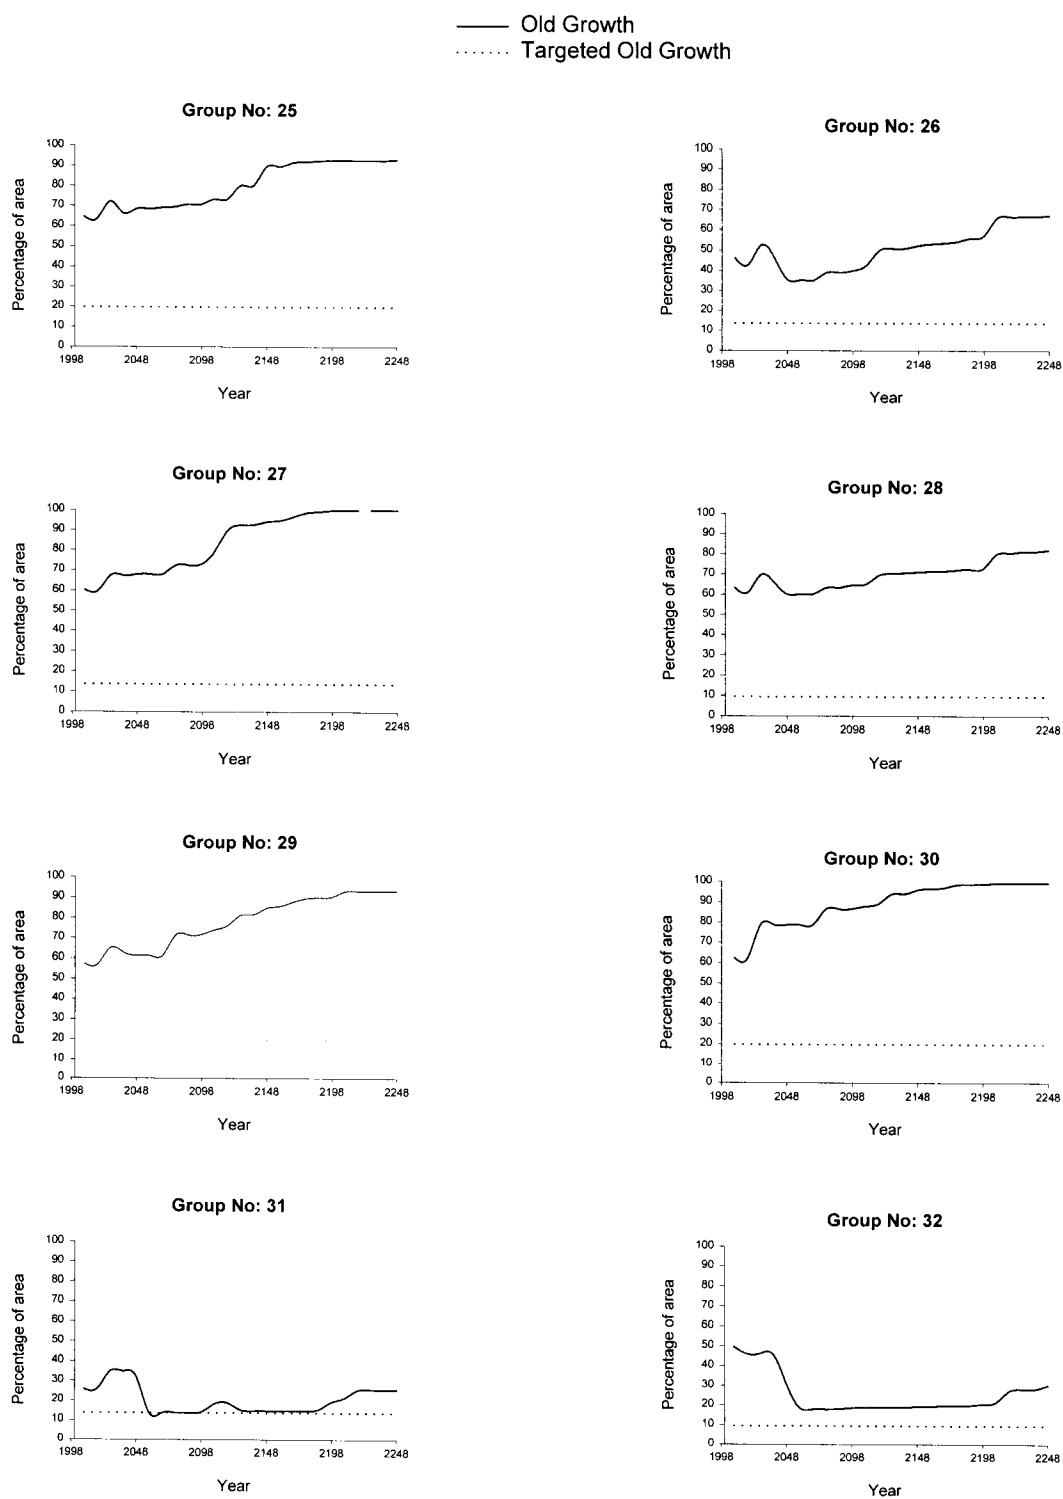 Old Growth
Targeted Old Growth
Group No: 25
Percentage of area
100
90
80
70
60
50
40
30
20
10
0
1998 2048 2098 2148 2198 2248
Year
Group No: 26
Percentage of area
100
90
80
70
60
50
40
30
20
10
0
1998 2048 2098 2148 2198 2248
Year
Group No: 27
Percentage of area
100
90
80
70
60
50
40
30
20
10
0
1998 2048 2098 2148 2198 2248
Year
Group No: 28
Percentage of area
100
90
80
70
60
50
40
30
20
10
0
1998 2048 2098 2148 2198 2248
Year
Group No: 29
Percentage of area
100
90
80
70
60
50
40
30
20
10
0
1998 2048 2098 2148 2198 2248
Year
Group No: 30
Percentage of area
100
90
80
70
60
50
40
30
20
10
0
1998 2048 2098 2148 2198 2248
Year
Group No: 31
Percentage of area
100
90
80
70
60
50
40
30
20
10
0
1998 2048 2098 2148 2198 2248
Year
Group No: 32
Percentage of area
100
90
80
70
60
50
40
30
20
10
0
1998 2048 2098 2148 2198 2248
Year